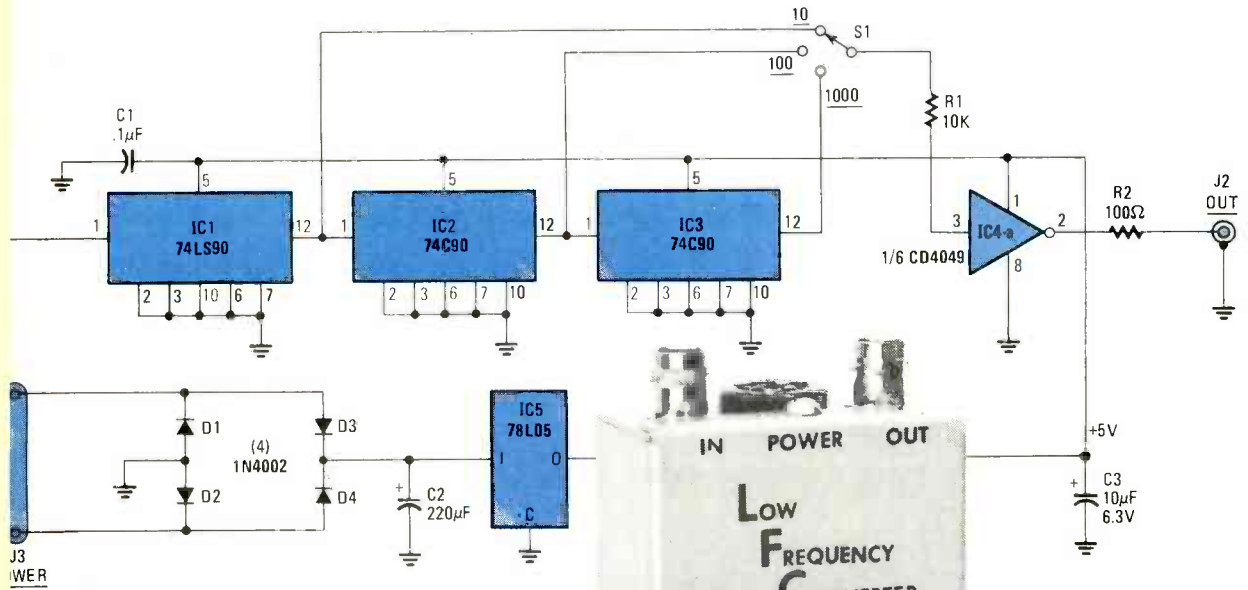 10
S1
100
1000
R1
10K
C1
.1µF
5
5
5
1
IC1
74LS90
12
1
IC2
74C90
12
1
IC3
74C90
12
2 3 10 6 7
2 3 6 7 10
2 3 6 7 10
3
IC4-a
1
2
8
1/6 CD4049
R2
100Ω
J2
OUT
D1
D2
(4)
1N4002
D3
D4
C2
220µF
+
IC5
78L05
I
O
C
+5V
+
C3
10µF
6.3V
J3
IN POWER OUT
LOW
FREQUENCY